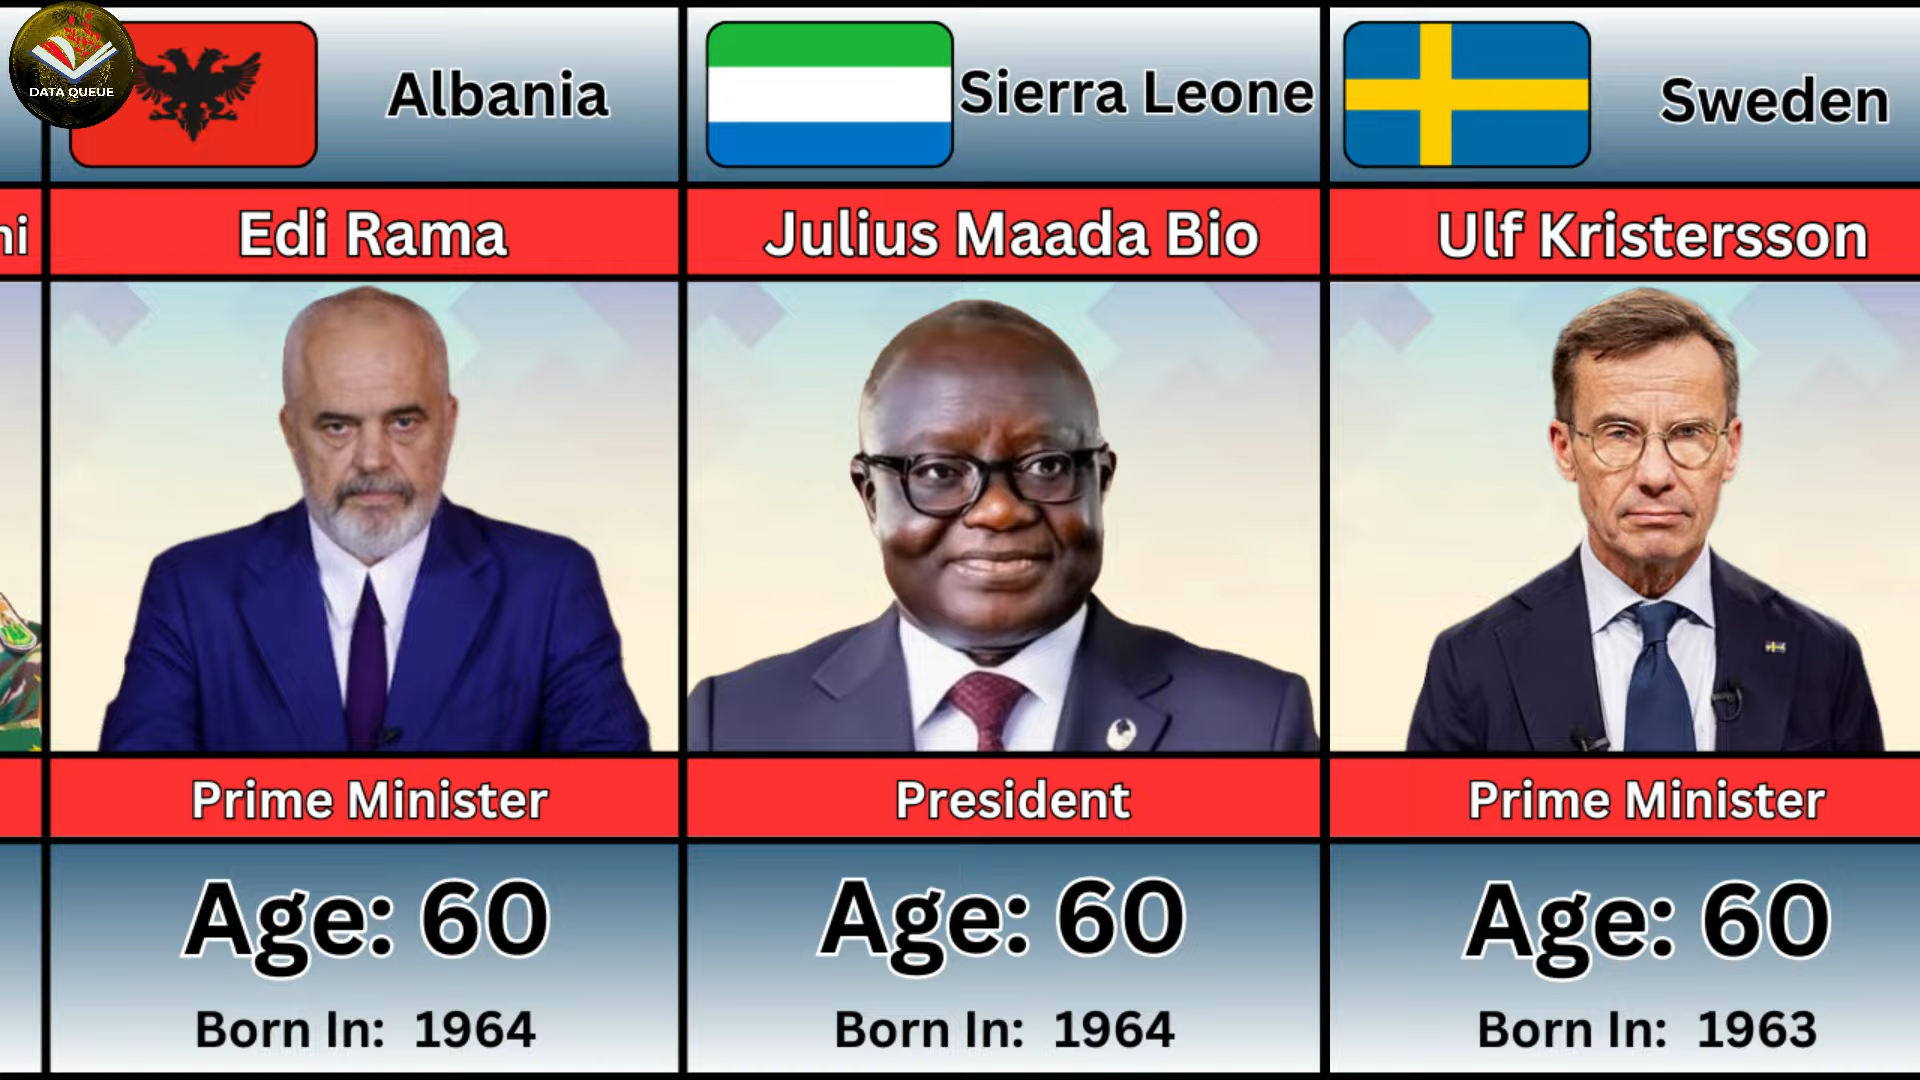 DATA QUEUE
Albania
Sierra Leone
Sweden
ni
Edi Rama
Julius Maada Bio
Ulf Kristersson
Prime Minister
President
Prime Minister
Age: 60
Age: 60
Age: 60
Born In: 1964
Born In: 1964
Born In: 1963